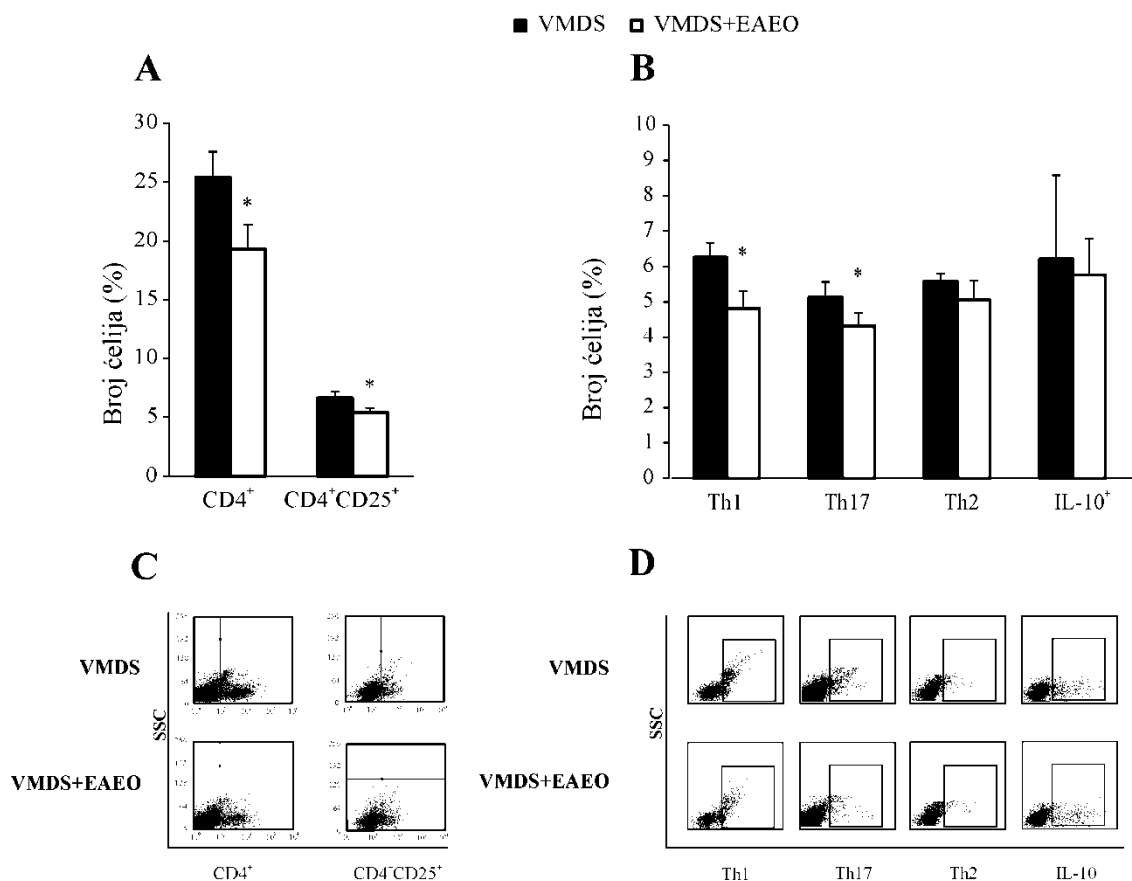 VMDS VMDS+EAEO
A
B
Broj ćelija (%)
30
25
20
15
10
5
0
*
*
CD4⁺ CD4⁺CD25⁺
Broj ćelija (%)
10
9
8
7
6
5
4
3
2
1
0
*
*
Th1 Th17 Th2 IL-10⁺
C
D
VMDS
VMDS+EAEO
SSC
CD4⁺ CD4⁺CD25⁺
VMDS
VMDS+EAEO
SSC
Th1 Th17 Th2 IL-10